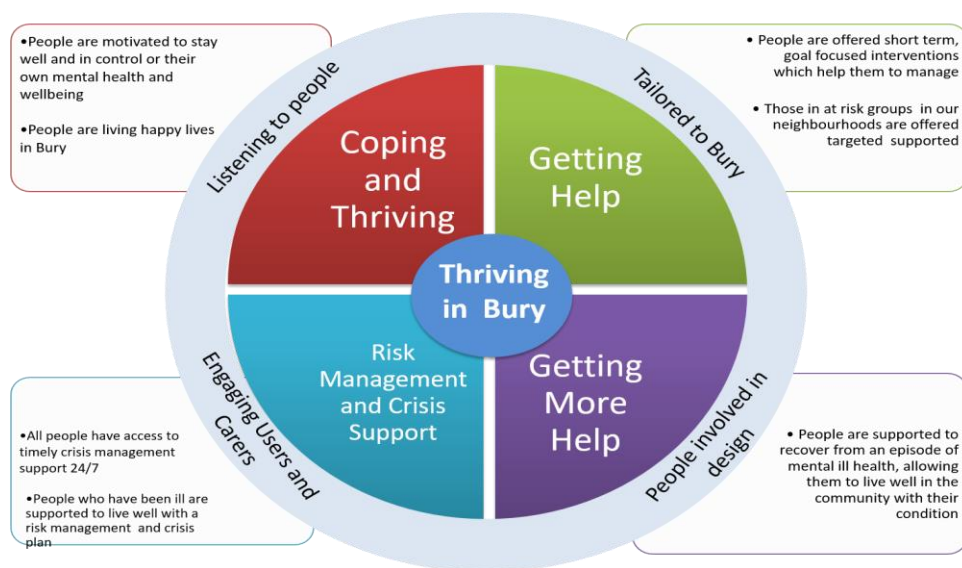 •People are motivated to stay
well and in control or their
own mental health and
wellbeing
•People are living happy lives
in Bury
• People are offered short term,
goal focused interventions
which help them to manage
• Those in at risk groups in our
neighbourhoods are offered
targeted supported
Listening to people
Tailored to Bury
Coping
and
Thriving
Getting
Help
Thriving
in Bury
Risk
Management
and Crisis
Support
Getting
More
Help
Engaging Users and
Carers
People involved in
design
•All people have access to
timely crisis management
support 24/7
•People who have been ill are
supported to live well with a
risk management and crisis
plan
• People are supported to
recover from an episode of
mental ill health, allowing
them to live well in the
community with their
condition